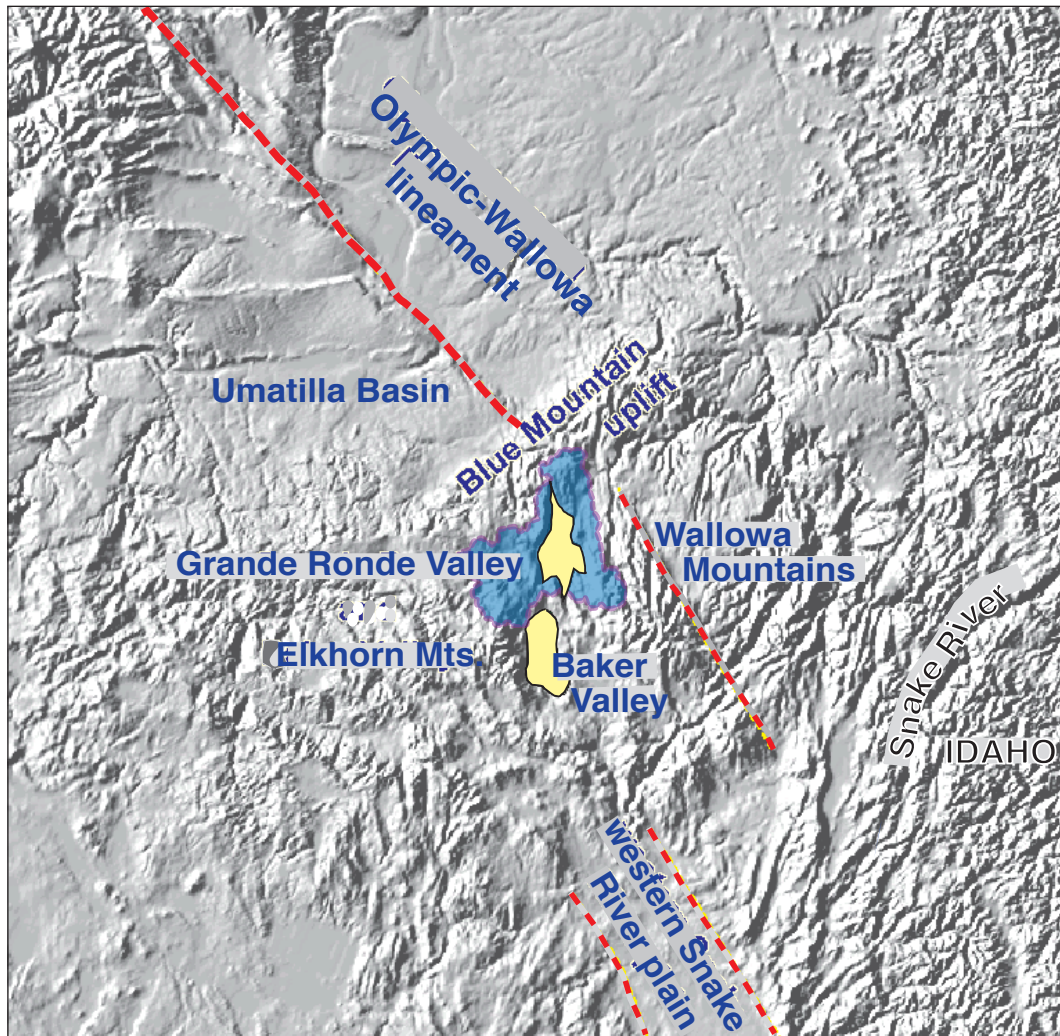 Olympic-Wallowa
lineament
Blue Mountain
uplift
Umatilla Basin
Wallowa
Mountains
Grande Ronde Valley
Elkhorn Mts.
Baker
Valley
Snake River
IDAHO
western Snake
River plain